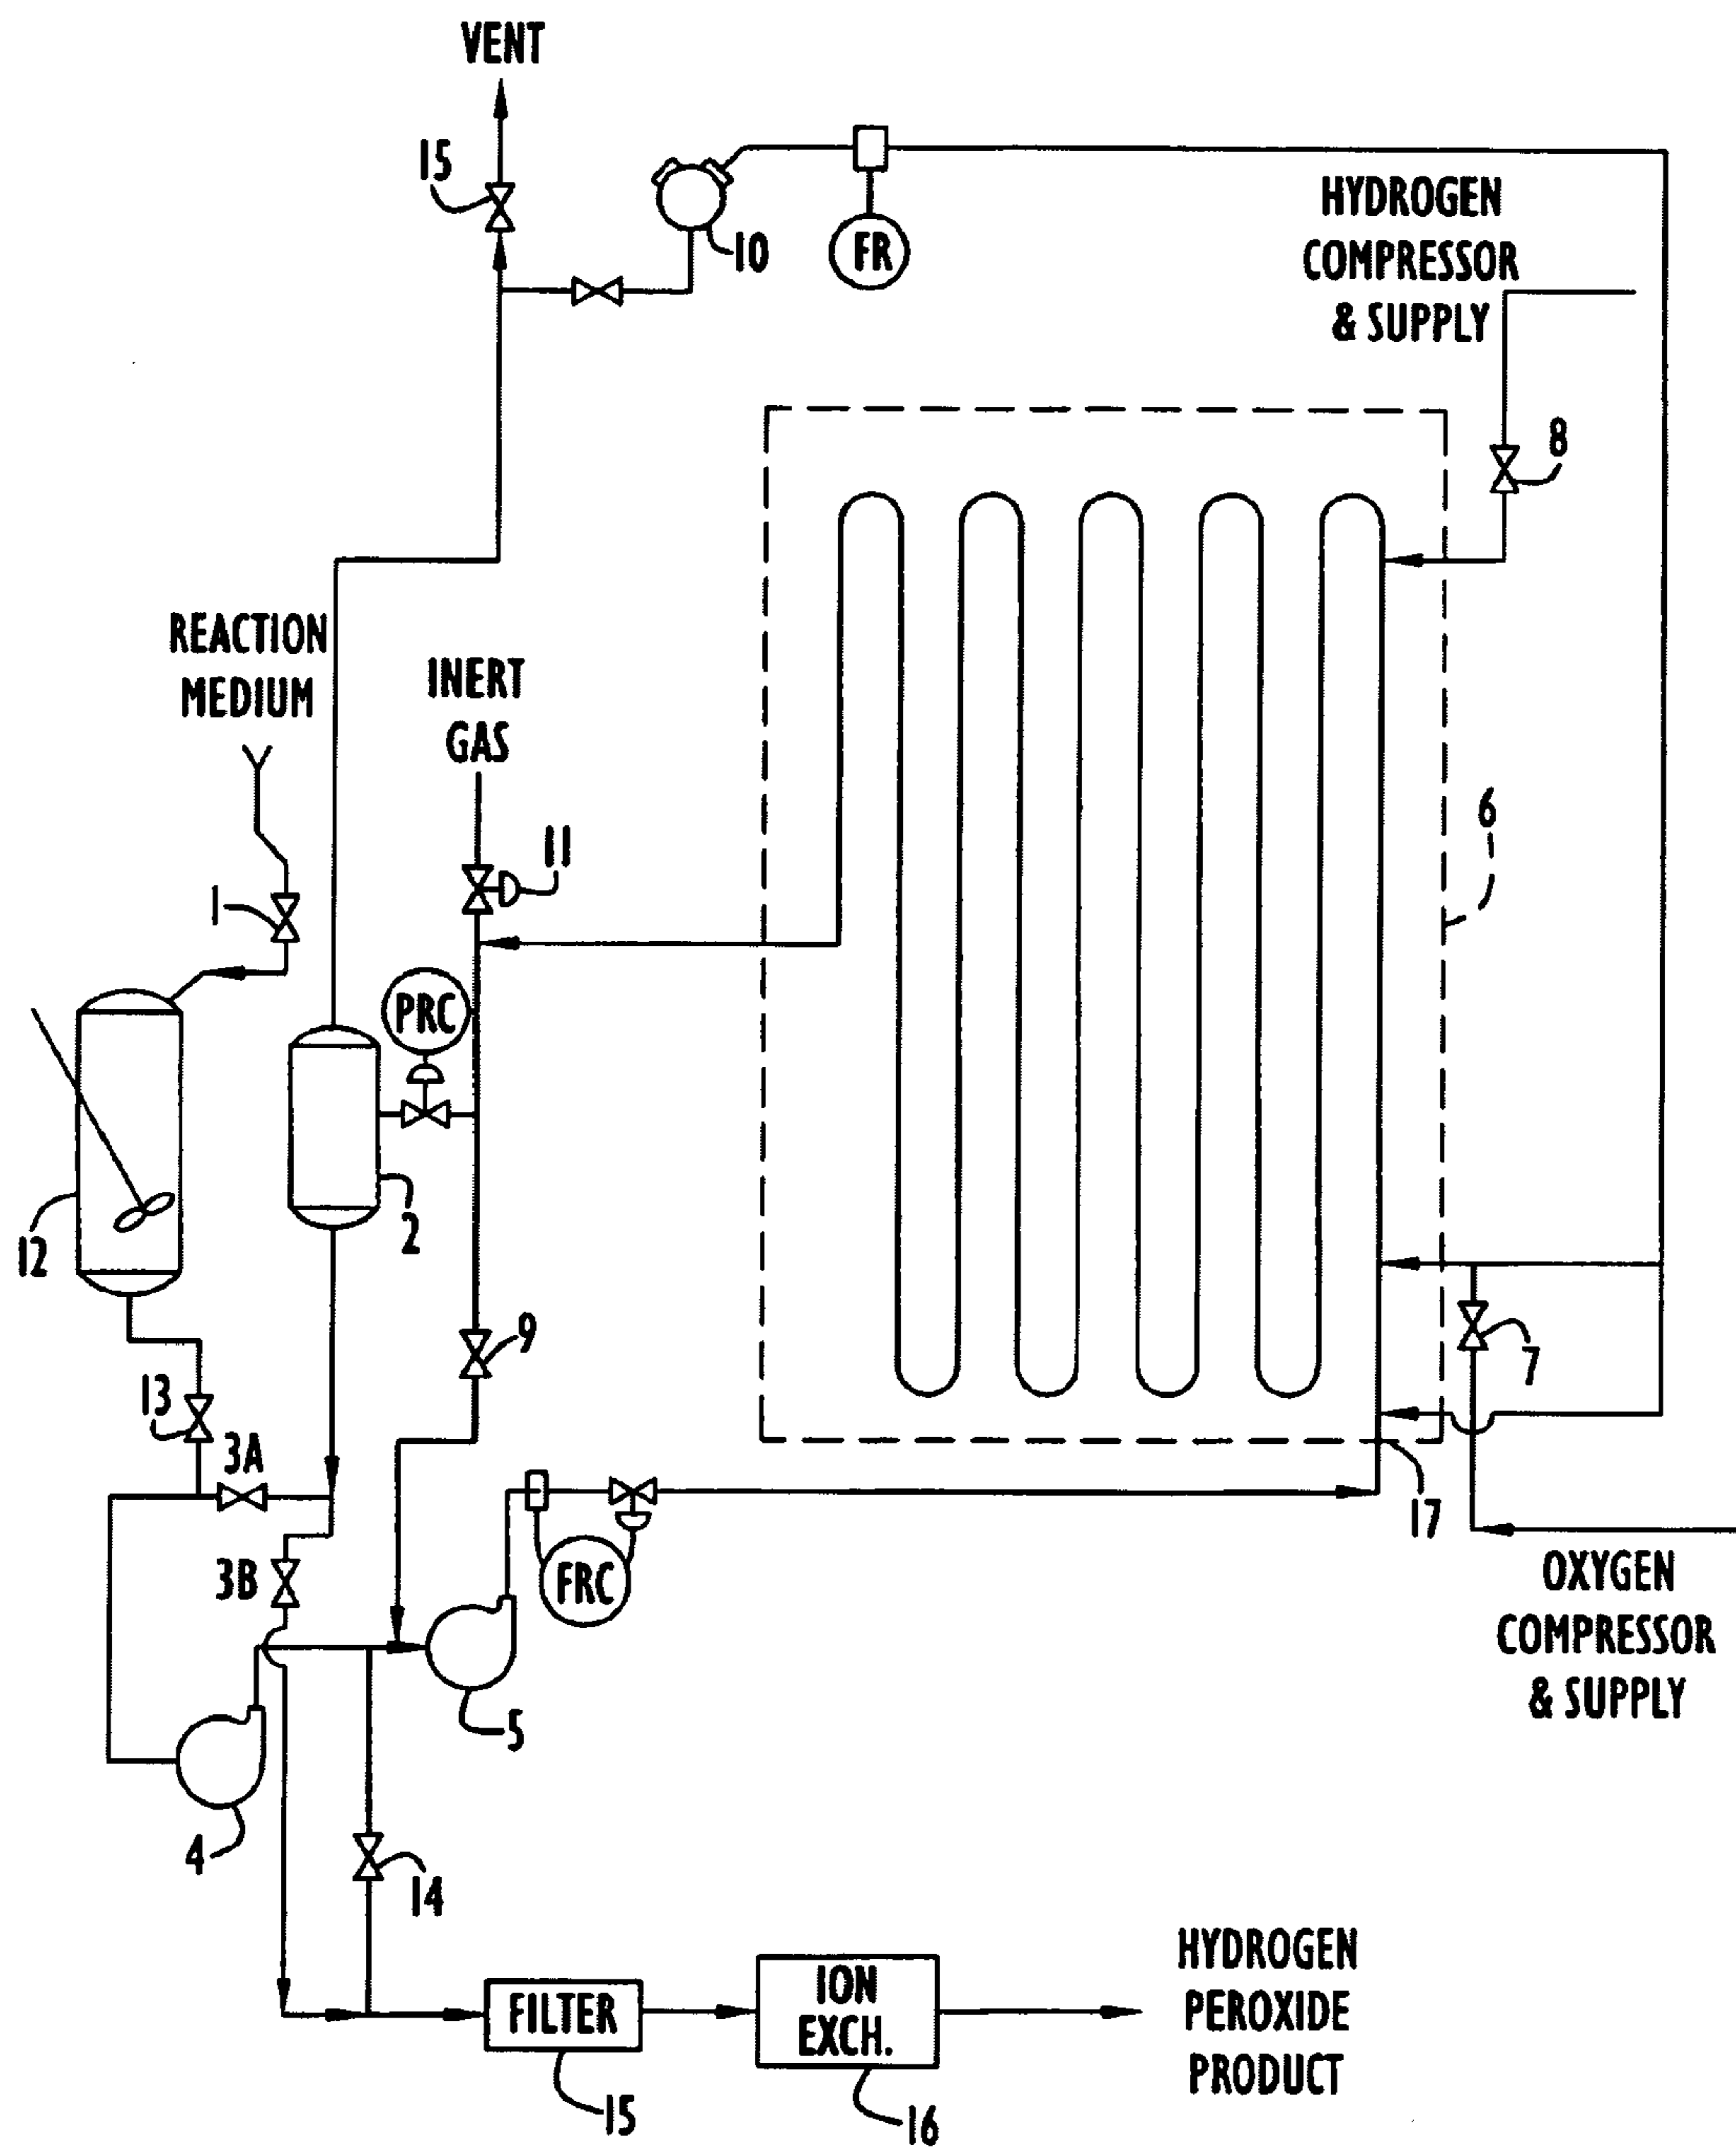 VENT
15
10
FR
HYDROGEN
COMPRESSOR
& SUPPLY
8
REACTION
MEDIUM
INERT
GAS
11
6
1
PRC
12
2
9
7
13
3A
17
3B
FRC
OXYGEN
COMPRESSOR
& SUPPLY
5
4
14
FILTER
ION
EXCH.
HYDROGEN
PEROXIDE
PRODUCT
15
16